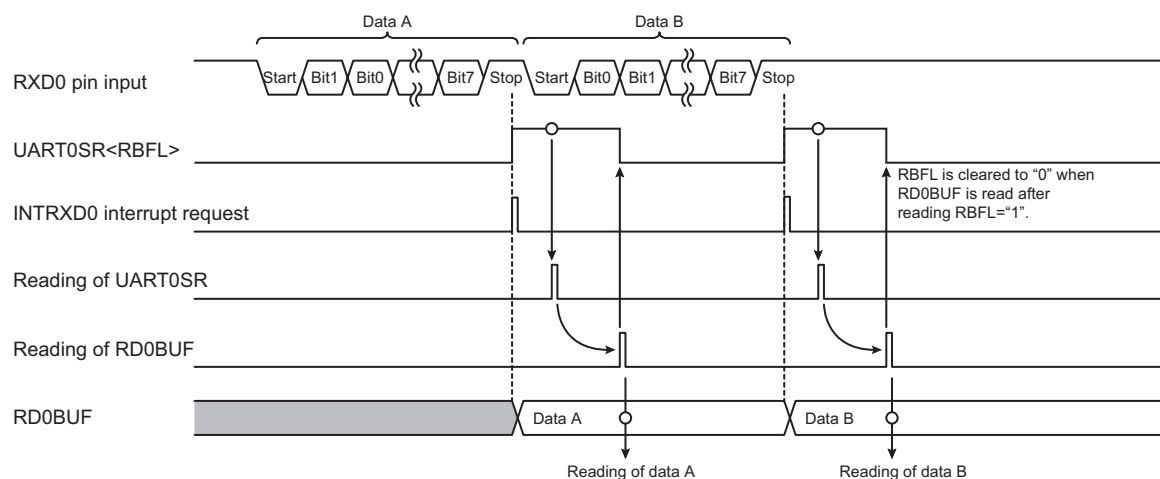 Data A
Data B
RXD0 pin input
Start
Bit1
Bit0
Bit7
Stop
Start
Bit0
Bit1
Bit7
Stop
UART0SR<RBFL>
RBFL is cleared to “0” when
RD0BUF is read after
reading RBFL=“1”.
INTRXD0 interrupt request
Reading of UART0SR
Reading of RD0BUF
RD0BUF
Data A
Data B
Reading of data A
Reading of data B